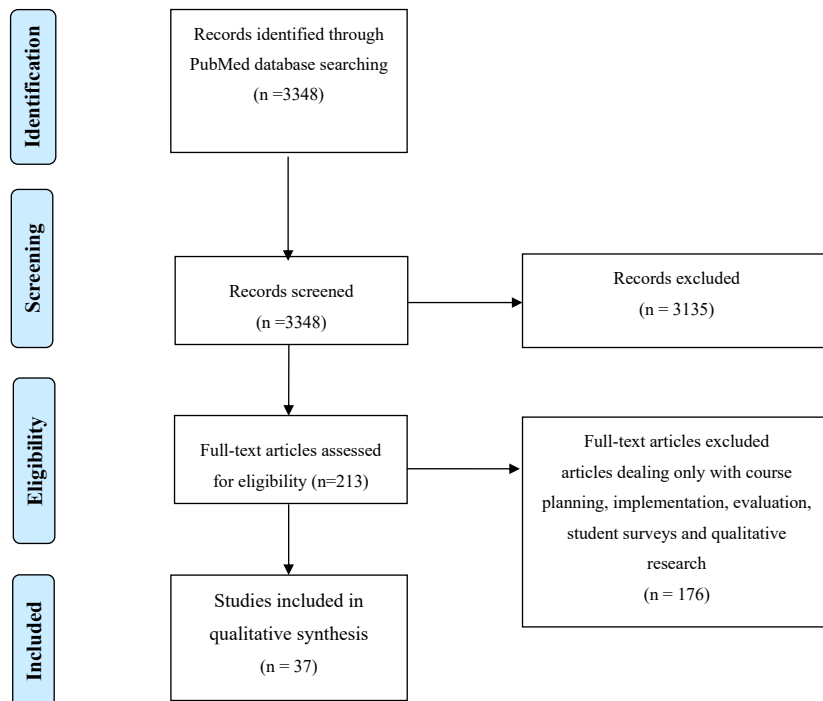 Identification
Records identified through
PubMed database searching
(n =3348)
Screening
Records screened
(n =3348)
Records excluded
(n = 3135)
Eligibility
Full-text articles assessed
for eligibility (n=213)
Full-text articles excluded
articles dealing only with course
planning, implementation, evaluation,
student surveys and qualitative
research
(n = 176)
Included
Studies included in
qualitative synthesis
(n = 37)